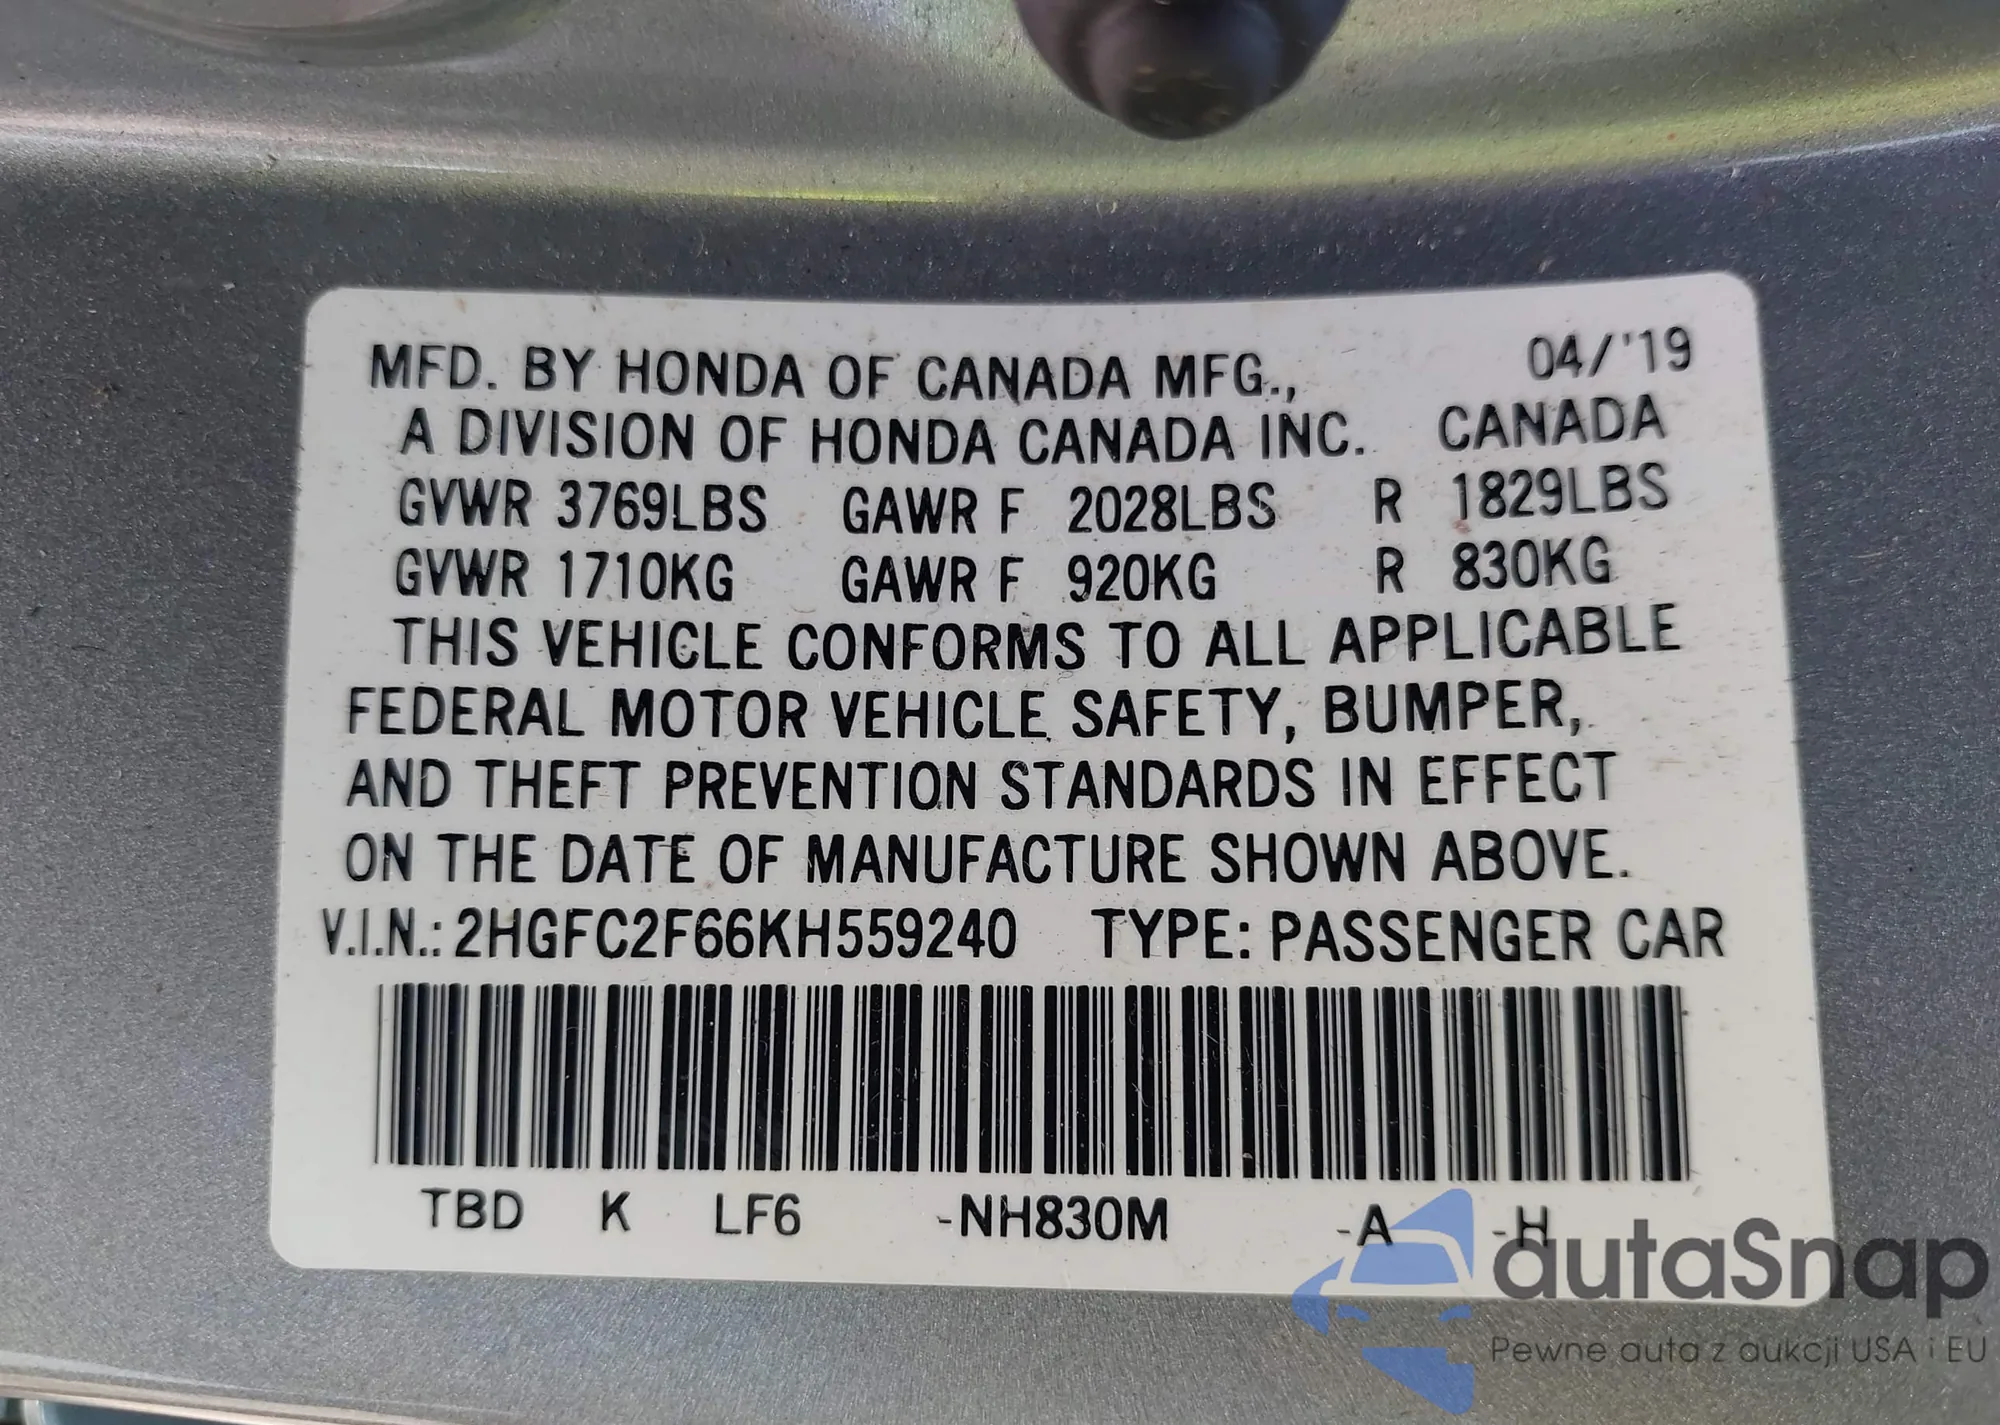 MFD. BY HONDA OF CANADA MFG., 04/'19
A DIVISION OF HONDA CANADA INC. CANADA
GVWR 3769LBS GAWR F 2028LBS R 1829LBS
GVWR 1710KG GAWR F 920KG R 830KG
THIS VEHICLE CONFORMS TO ALL APPLICABLE
FEDERAL MOTOR VEHICLE SAFETY, BUMPER,
AND THEFT PREVENTION STANDARDS IN EFFECT
ON THE DATE OF MANUFACTURE SHOWN ABOVE.
V.I.N.: 2HGFC2F66KH559240 TYPE: PASSENGER CAR
TBD K LF6 -NH830M -A -H
autaSnap
Pewne auta z aukcji USA i EU